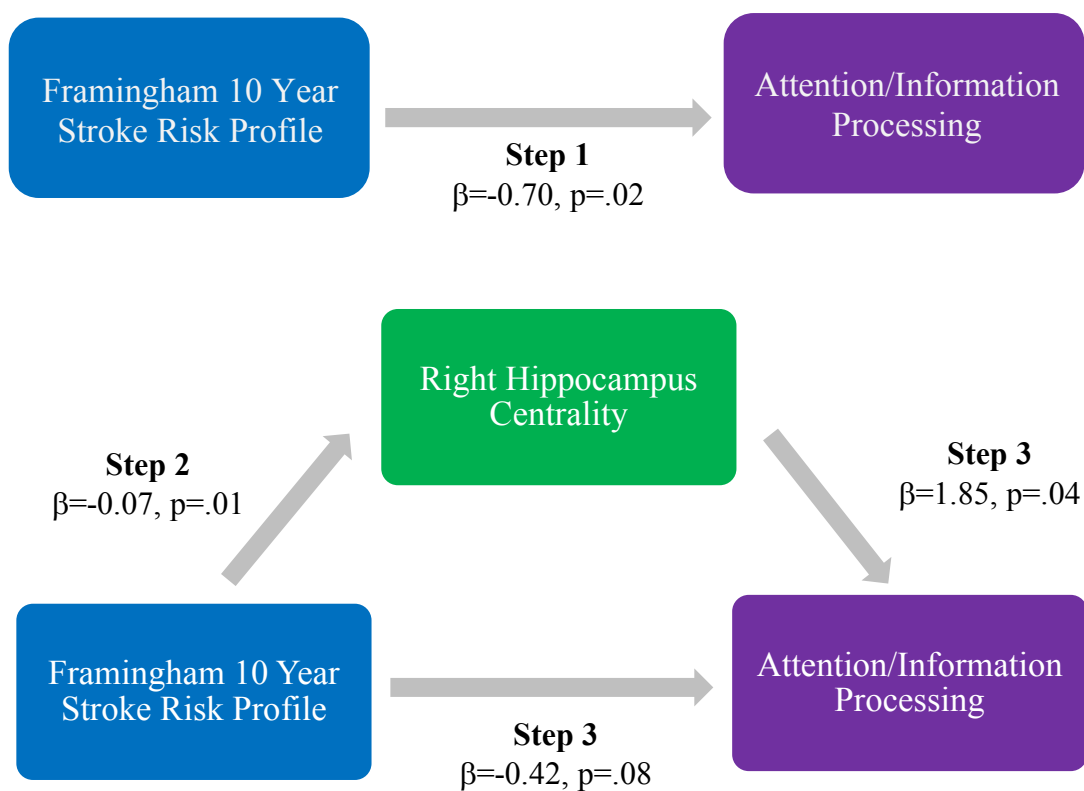 Framingham 10 Year
Stroke Risk Profile
Step 1
β=-0.70, p=.02
Attention/Information
Processing
Right Hippocampus
Centrality
Step 2
β=-0.07, p=.01
Step 3
β=1.85, p=.04
Framingham 10 Year
Stroke Risk Profile
Step 3
β=-0.42, p=.08
Attention/Information
Processing